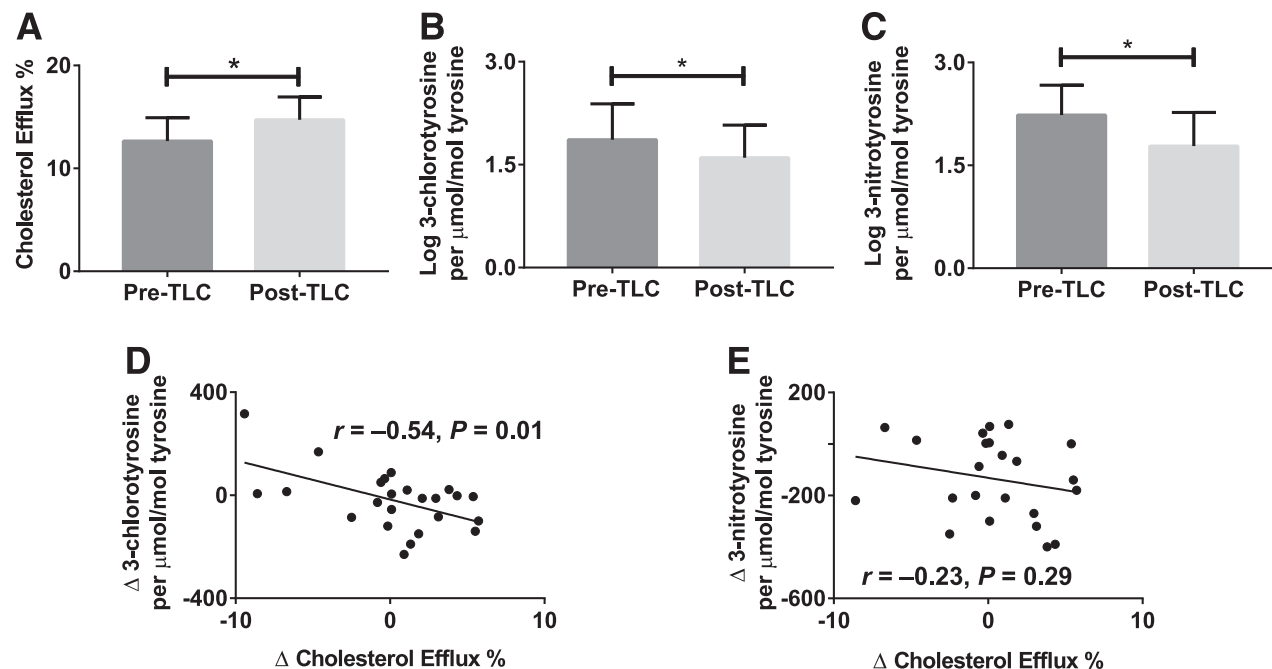 A
Cholesterol Efflux %
20
10
0
*
Pre-TLC
Post-TLC
B
Log 3-chlorotyrosine
per μmol/mol tyrosine
3.0
1.5
0.0
*
Pre-TLC
Post-TLC
C
Log 3-nitrotyrosine
per μmol/mol tyrosine
3.0
1.5
0.0
*
Pre-TLC
Post-TLC
D
Δ 3-chlorotyrosine
per μmol/mol tyrosine
400
0
-400
r = –0.54, P = 0.01
-10
0
10
Δ Cholesterol Efflux %
E
Δ 3-nitrotyrosine
per μmol/mol tyrosine
200
-200
-600
r = –0.23, P = 0.29
-10
0
10
Δ Cholesterol Efflux %